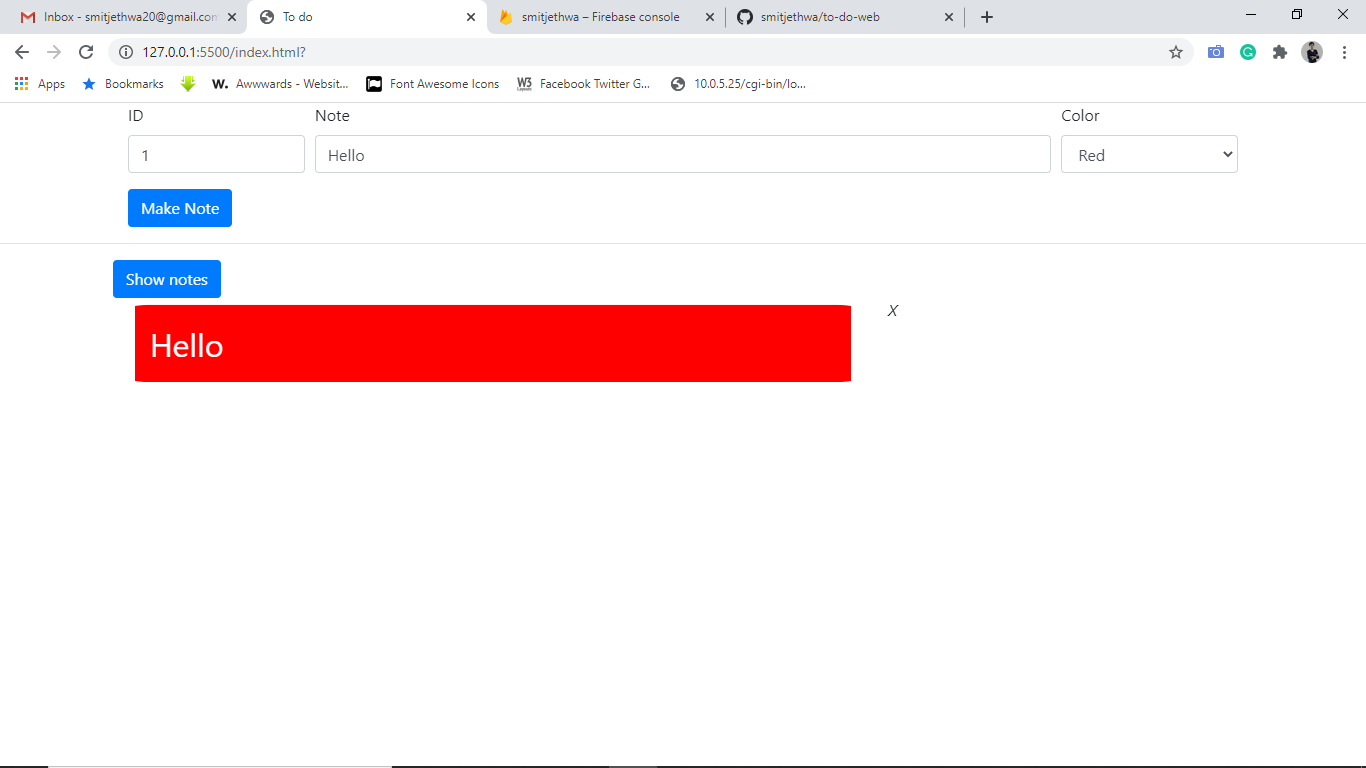 Inbox - smitjethwa20@gmail.com
To do
smitjethwa – Firebase console
smitjethwa/to-do-web
127.0.0.1:5500/index.html?
Apps
Bookmarks
W. Awwwards - Websit...
Font Awesome Icons
W3 Facebook Twitter G...
10.0.5.25/cgi-bin/lo...
ID Note Color
1 Hello Red
Make Note
Show notes
Hello X